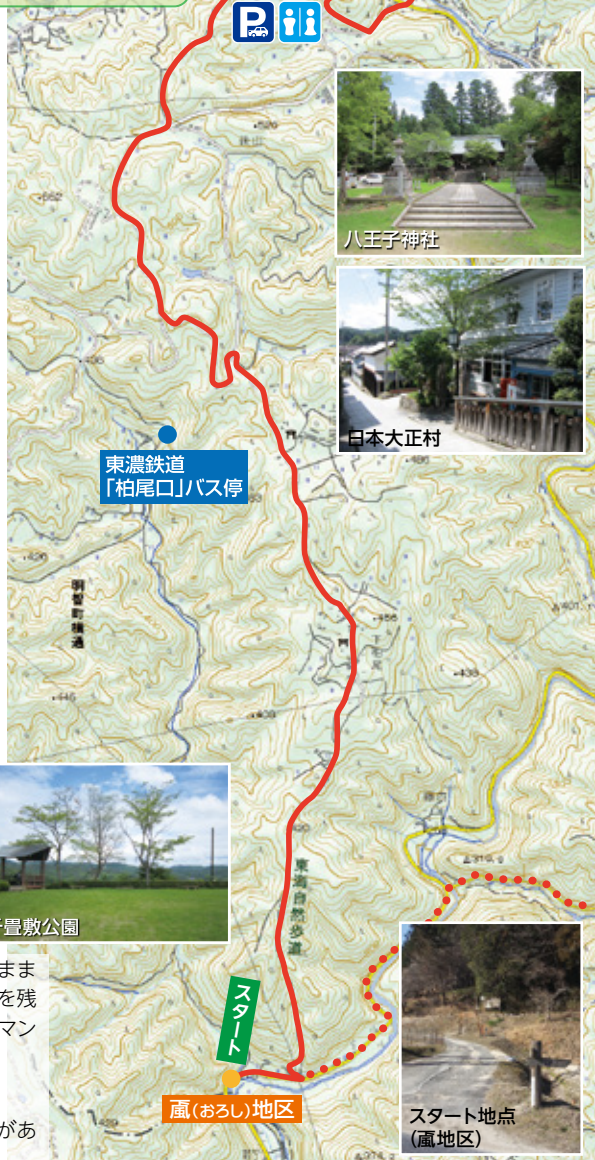 P
八王子神社
日本大正村
東濃鉄道
「柏尾口」バス停
明智町横通
畳敷公園
東海自然歩道
まま
を残
マン
があ
スタート
颪(おろし)地区
スタート地点
(颪地区)